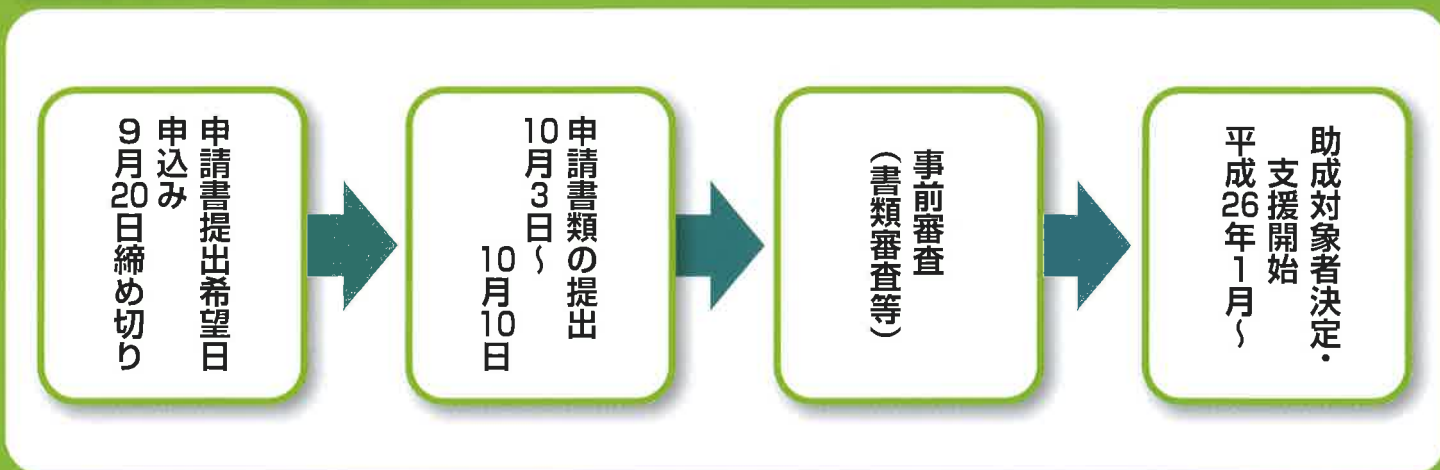 申請書提出希望日
申込み
9月20日締め切り
申請書類の提出
10月3日～
10月10日
事前審査
（書類審査等）
助成対象者決定・
支援開始
平成26年1月～